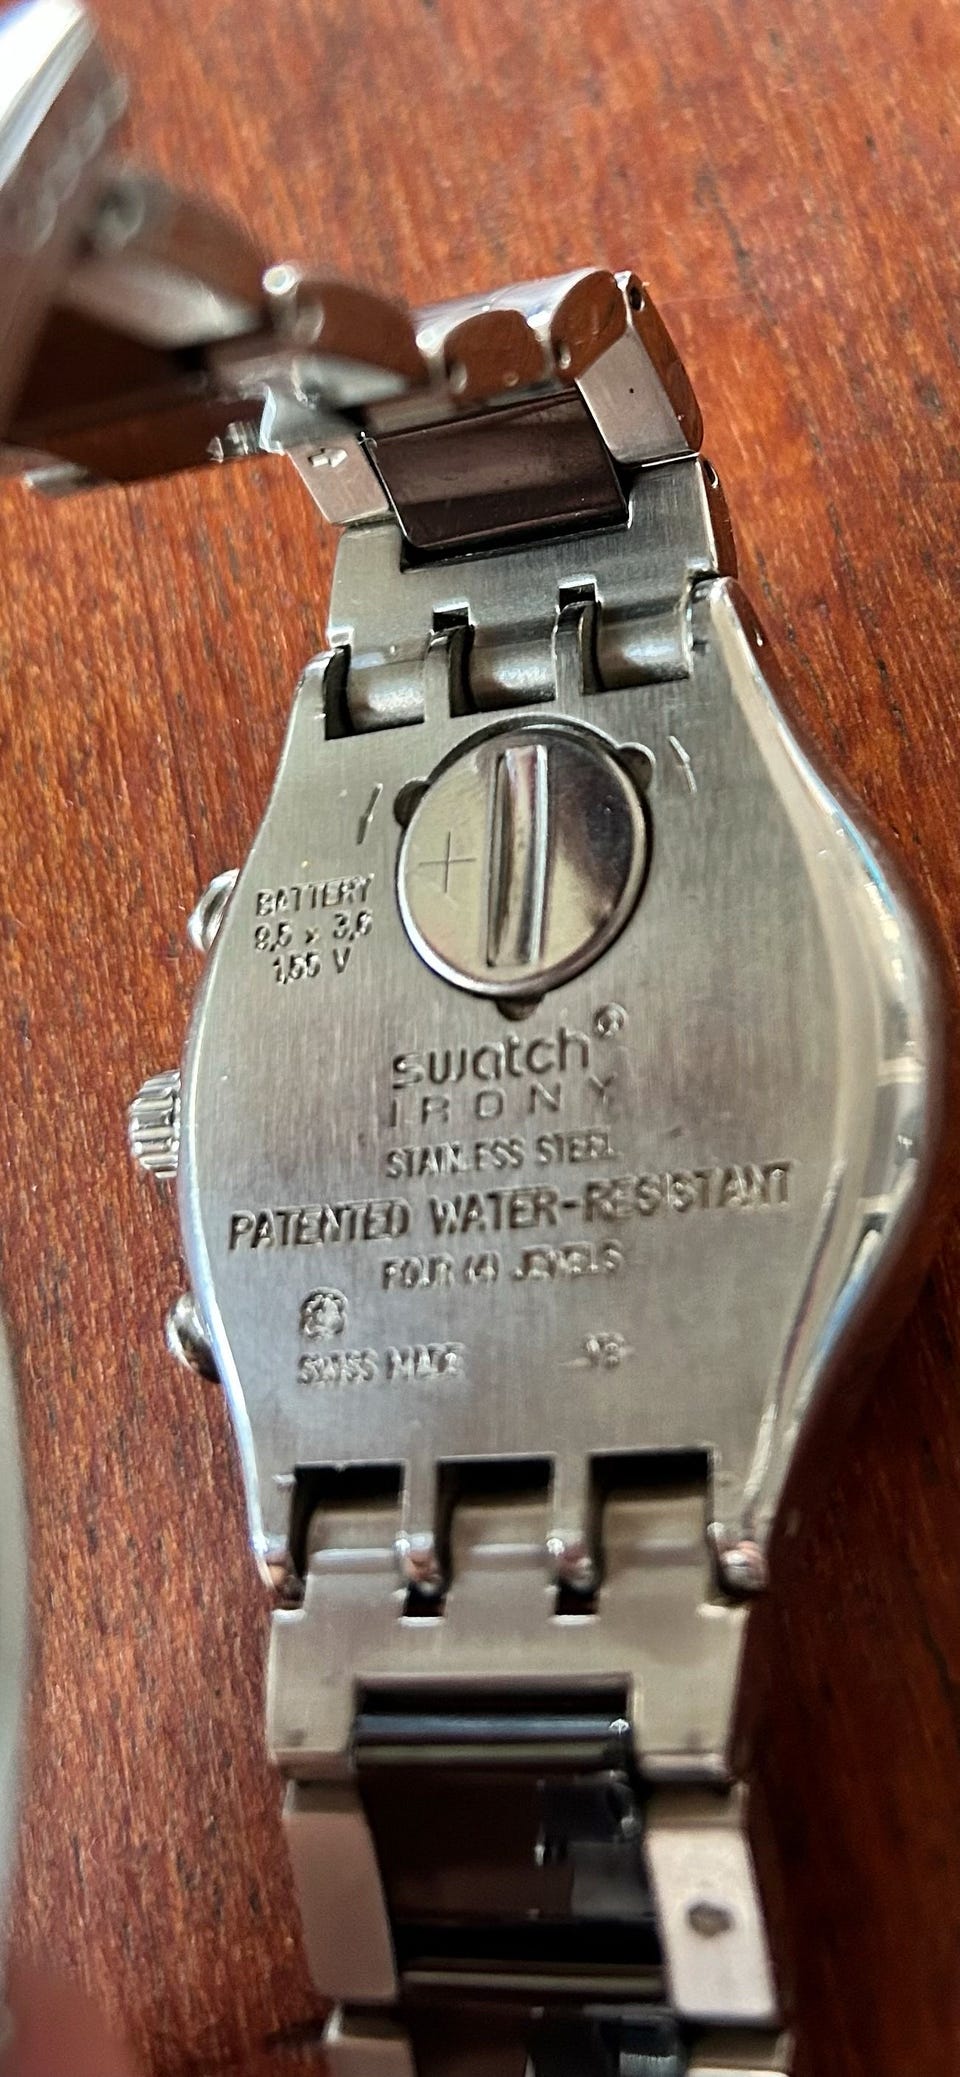 +
BATTERY
9,5 x 3,6
1,55 V
swatch®
IRONY
STAINLESS STEEL
PATENTED WATER-RESISTANT
FOUR (4) JEWELS
SWISS MADE